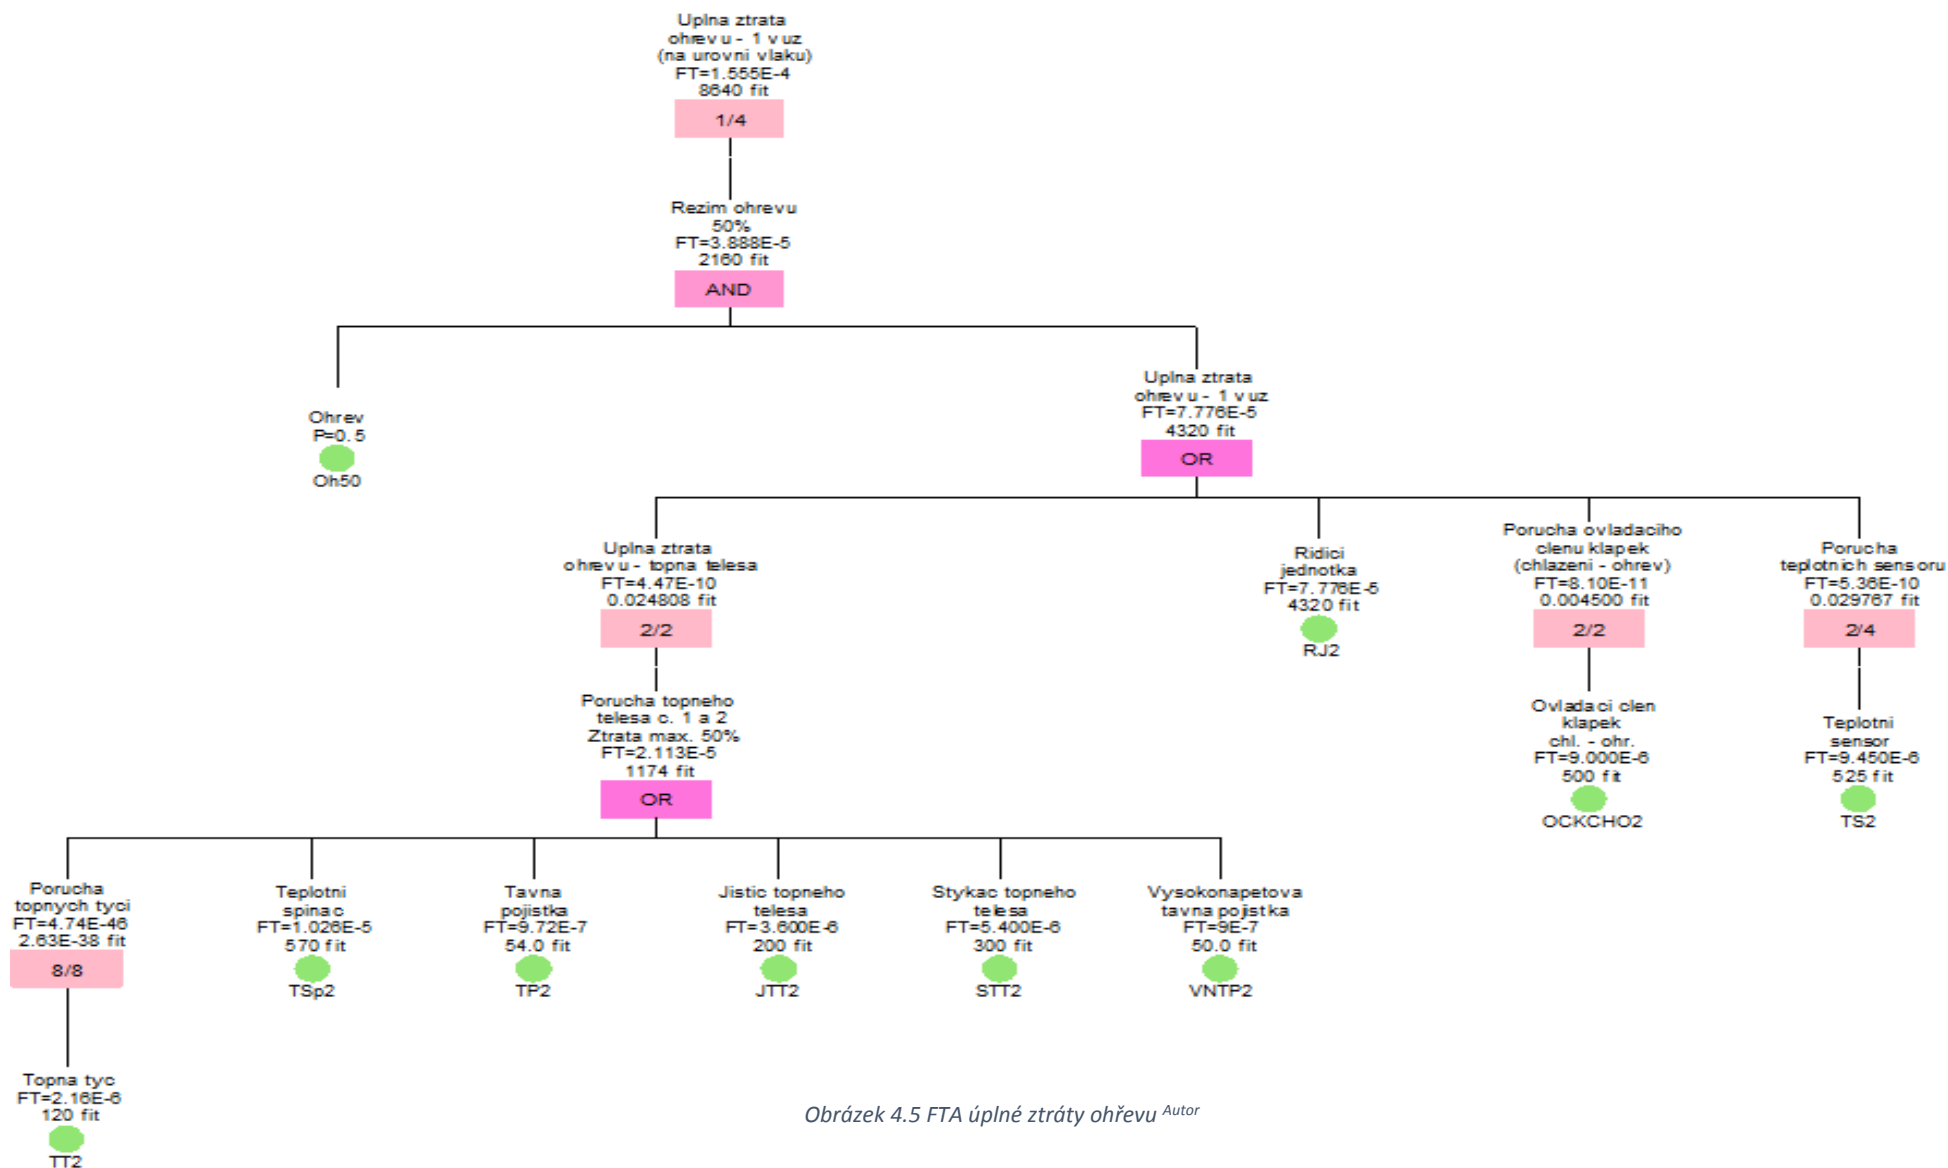 Uplna ztrata
ohrevu - 1 vuz
(na urovni vlaku)
FT=1.555E-4
8640 fit
1/4
Rezim ohrevu
50%
FT=3.888E-5
2160 fit
AND
Ohrev
P=0.5
Oh50
Uplna ztrata
ohrevu - 1 vuz
FT=7.776E-5
4320 fit
OR
Uplna ztrata
ohrevu - topna telesa
FT=4.47E-10
0.024808 fit
2/2
Ridici
jednotka
FT=7.776E-5
4320 fit
RJ2
Porucha ovladaciho
clenu klapek
(chlazeni - ohrev)
FT=8.10E-11
0.004500 fit
2/2
Porucha
teplotnich sensoru
FT=5.36E-10
0.029767 fit
2/4
Porucha topneho
telesa c. 1 a 2
Ztrata max. 50%
FT=2.113E-5
1174 fit
OR
Ovladaci clen
klapek
chl. - ohr.
FT=9.000E-6
500 fit
OCKCHO2
Teplotni
sensor
FT=9.450E-6
525 fit
TS2
Porucha
topnych tyci
FT=4.74E-46
2.63E-38 fit
8/8
Teplotni
spinac
FT=1.026E-5
570 fit
TSp2
Tavna
pojistka
FT=9.72E-7
54.0 fit
TP2
Jistic topneho
telesa
FT=3.600E-6
200 fit
JTT2
Stykac topneho
telesa
FT=5.400E-6
300 fit
STT2
Vysokonapetova
tavna pojistka
FT=9E-7
50.0 fit
VNTP2
Topna tyc
FT=2.16E-6
120 fit
TT2
Obrázek 4.5 FTA úplné ztráty ohřevu Autor